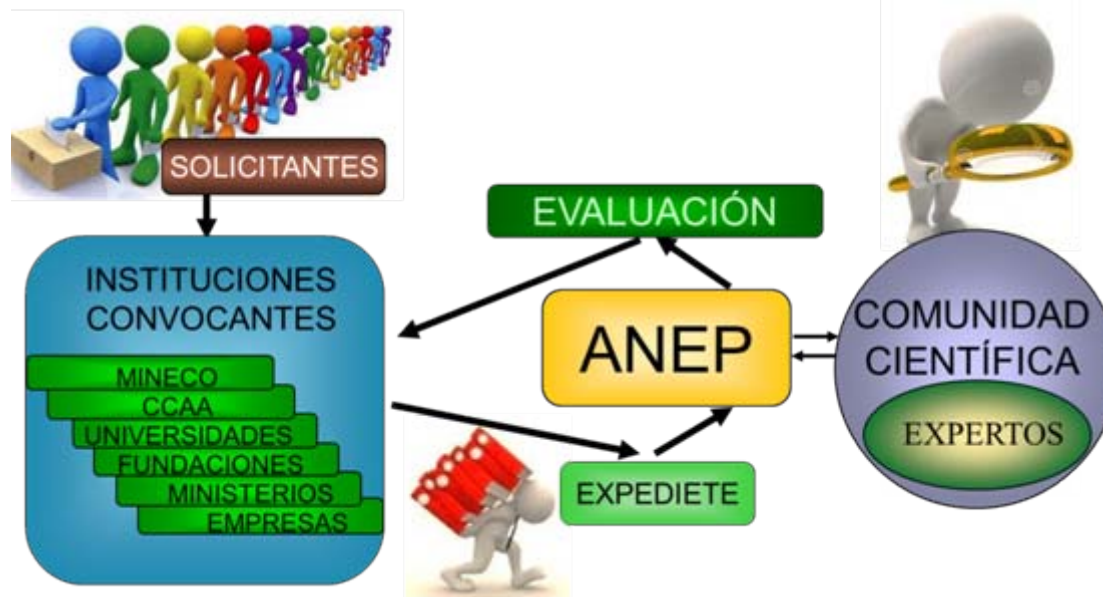 SOLICITANTES
INSTITUCIONES
CONVOCANTES
MINECO
CCAA
UNIVERSIDADES
FUNDACIONES
MINISTERIOS
EMPRESAS
EVALUACIÓN
ANEP
EXPEDIETE
COMUNIDAD
CIENTÍFICA
EXPERTOS